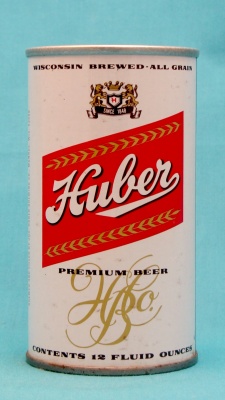 WISCONSIN BREWED-ALL GRAIN
H
SINCE 1848
Huber
PREMIUM BEER
HBCo.
CONTENTS 12 FLUID OUNCES